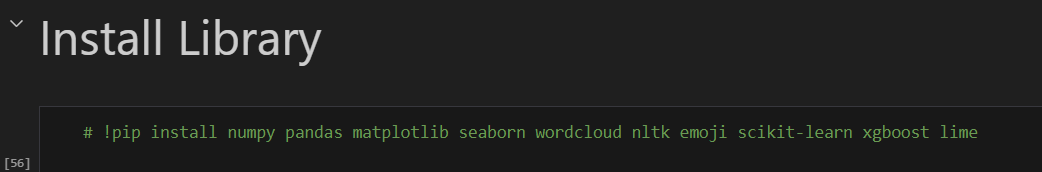 Install Library
# !pip install numpy pandas matplotlib seaborn wordcloud nltk emoji scikit-learn xgboost lime
[56]